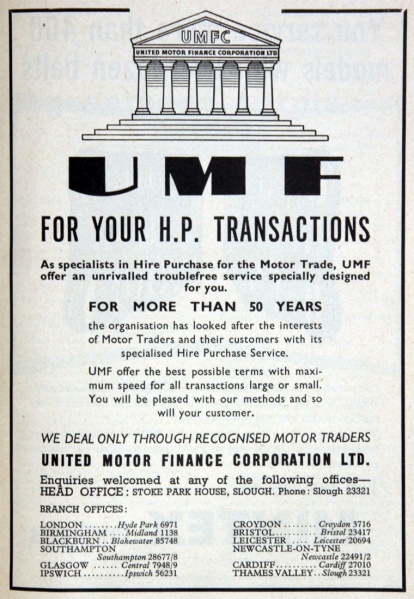 UMFC
UNITED MOTOR FINANCE CORPORATION LTD
UMF
FOR YOUR H.P. TRANSACTIONS
As specialists in Hire Purchase for the Motor Trade, UMF
offer an unrivalled troublefree service specially designed
for you.
FOR MORE THAN 50 YEARS
the organisation has looked after the interests
of Motor Traders and their customers with its
specialised Hire Purchase Service.
UMF offer the best possible terms with maxi-
mum speed for all transactions large or small.
You will be pleased with our methods and so
will your customer.
WE DEAL ONLY THROUGH RECOGNISED MOTOR TRADERS
UNITED MOTOR FINANCE CORPORATION LTD.
Enquiries welcomed at any of the following offices—
HEAD OFFICE: STOKE PARK HOUSE, SLOUGH. Phone: Slough 23321
BRANCH OFFICES:
LONDON ........ Hyde Park 6971
BIRMINGHAM .... Midland 1138
BLACKBURN .. Blakewater 85748
SOUTHAMPTON
Southampton 28677/8
GLASGOW ...... Central 7948/9
IPSWICH .......... Ipswich 56231
CROYDON ...... Croydon 3716
BRISTOL .......... Bristol 23417
LEICESTER .... Leicester 20694
NEWCASTLE-ON-TYNE
Newcastle 22491/2
CARDIFF .......... Cardiff 27010
THAMES VALLEY .. Slough 23321